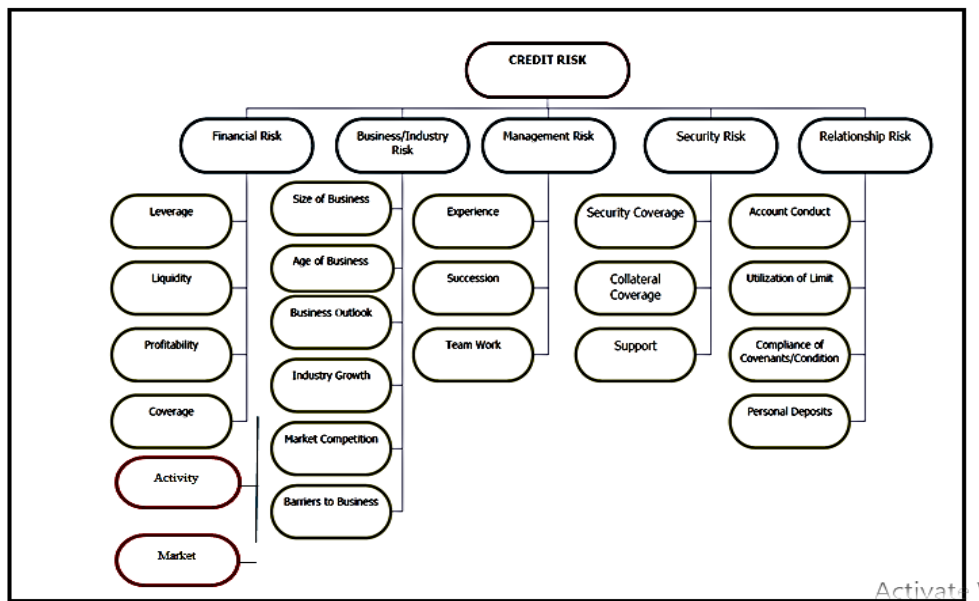 CREDIT RISK
Financial Risk
Business/Industry
Risk
Management Risk
Security Risk
Relationship Risk
Leverage
Liquidity
Profitability
Coverage
Activity
Market
Size of Business
Age of Business
Business Outlook
Industry Growth
Market Competition
Barriers to Business
Experience
Succession
Team Work
Security Coverage
Collateral
Coverage
Support
Account Conduct
Utilization of Limit
Compliance of
Covenants/Condition
Personal Deposits
Activate